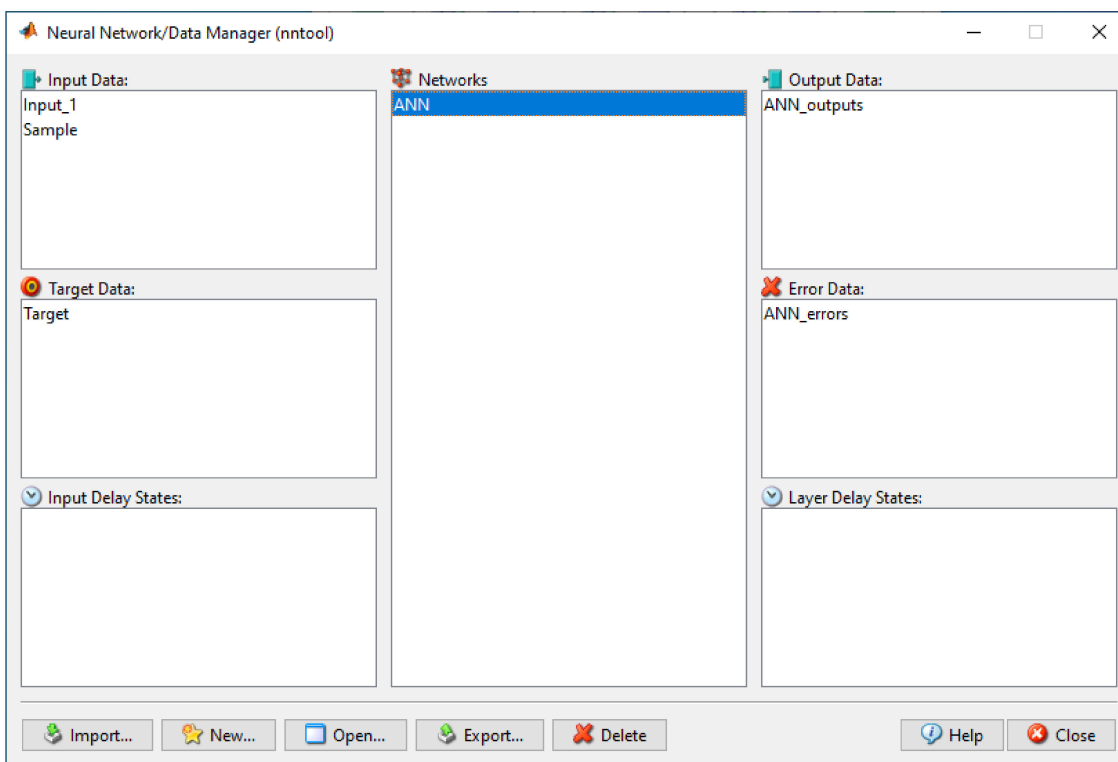 Neural Network/Data Manager (nntool)
Input Data:
Input_1
Sample
Networks
ANN
Output Data:
ANN_outputs
Target Data:
Target
Error Data:
ANN_errors
Input Delay States:
Layer Delay States:
Import...
New...
Open...
Export...
Delete
Help
Close